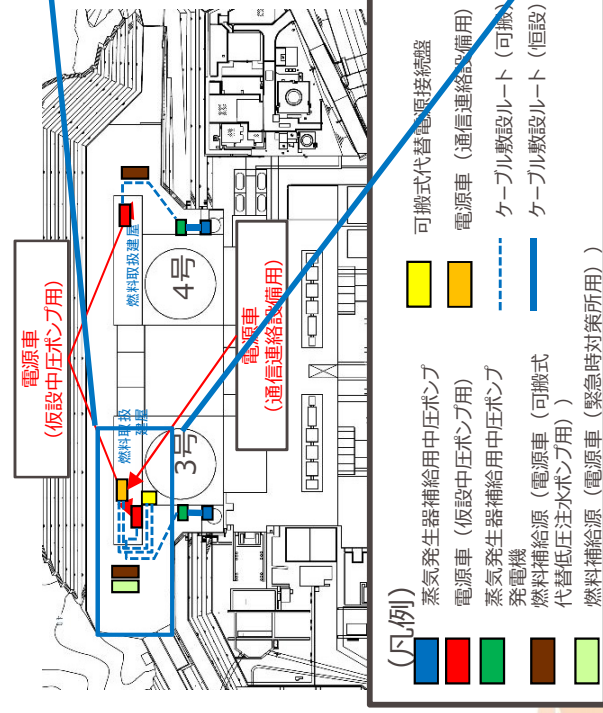 電源車
（仮設中圧ポンプ用）
燃料取扱建屋
4号
電源車
（通信連絡設備用）
燃料取扱
建屋
3号
（凡例）
蒸気発生器補給用中圧ポンプ
電源車（仮設中圧ポンプ用）
蒸気発生器補給用中圧ポンプ
発電機
燃料補給源（電源車（可搬式
代替低圧注水ポンプ用））
燃料補給源（電源車（緊急時対策所用））
可搬式代替電源接続盤
電源車（通信連絡設備用）
ケーブル敷設ルート（可搬）
ケーブル敷設ルート（恒設）